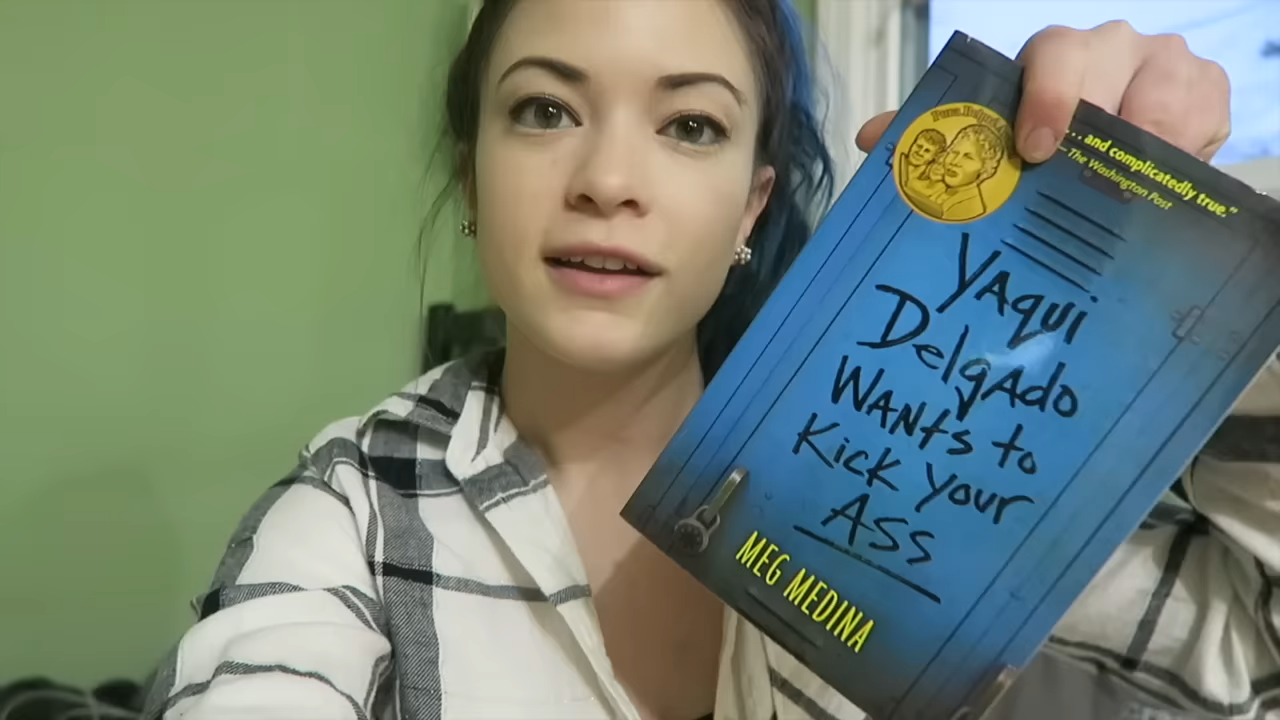 ...and complicatedly true."
—The Washington Post
Yaqui
Delgado
Wants to
Kick Your
Ass
MEG MEDINA